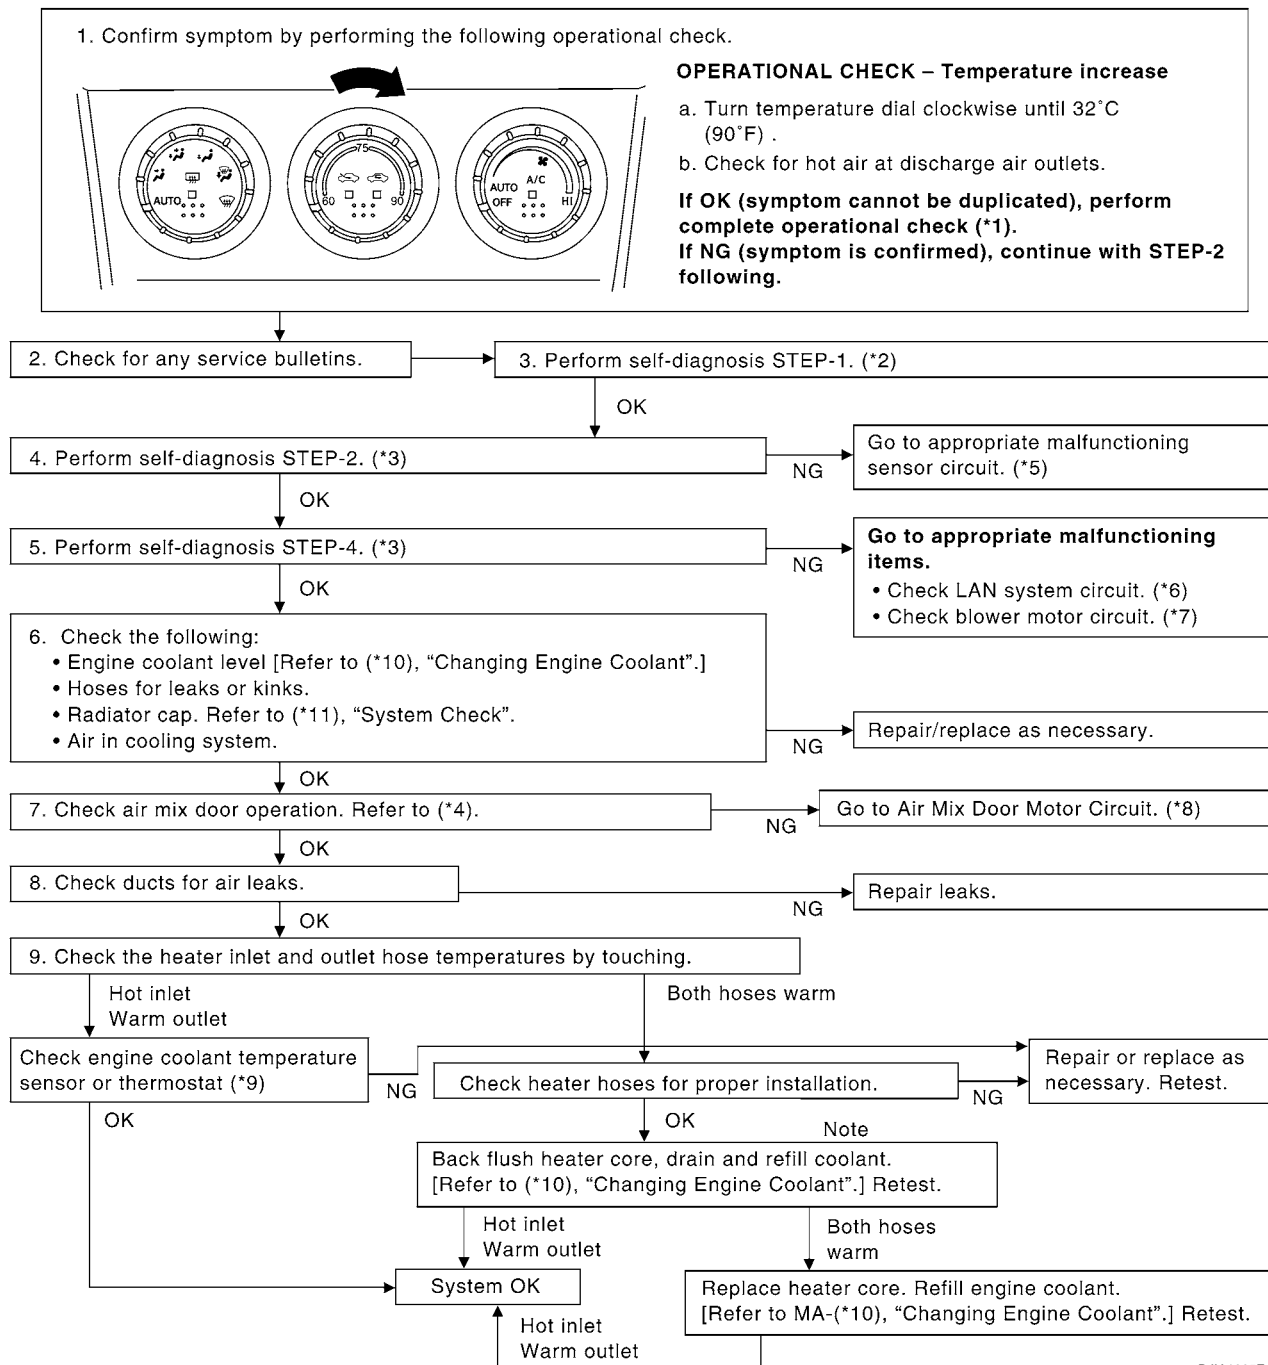 1. Confirm symptom by performing the following operational check.
OPERATIONAL CHECK – Temperature increase
a. Turn temperature dial clockwise until 32˚C
(90˚F) .
b. Check for hot air at discharge air outlets.
If OK (symptom cannot be duplicated), perform
complete operational check (*1).
If NG (symptom is confirmed), continue with STEP-2
following.
AUTO
75
60
90
AUTO
OFF
A/C
HI
2. Check for any service bulletins.
3. Perform self-diagnosis STEP-1. (*2)
OK
4. Perform self-diagnosis STEP-2. (*3)
NG
Go to appropriate malfunctioning
sensor circuit. (*5)
OK
5. Perform self-diagnosis STEP-4. (*3)
NG
Go to appropriate malfunctioning
items.
• Check LAN system circuit. (*6)
• Check blower motor circuit. (*7)
OK
6. Check the following:
• Engine coolant level [Refer to (*10), “Changing Engine Coolant”.]
• Hoses for leaks or kinks.
• Radiator cap. Refer to (*11), “System Check”.
• Air in cooling system.
NG
Repair/replace as necessary.
OK
7. Check air mix door operation. Refer to (*4).
NG
Go to Air Mix Door Motor Circuit. (*8)
OK
8. Check ducts for air leaks.
NG
Repair leaks.
OK
9. Check the heater inlet and outlet hose temperatures by touching.
Hot inlet
Warm outlet
Both hoses warm
Check engine coolant temperature
sensor or thermostat (*9)
NG
Check heater hoses for proper installation.
NG
Repair or replace as
necessary. Retest.
OK
OK
Note
Back flush heater core, drain and refill coolant.
[Refer to (*10), “Changing Engine Coolant”.] Retest.
Hot inlet
Warm outlet
Both hoses
warm
System OK
Replace heater core. Refill engine coolant.
[Refer to MA-(*10), “Changing Engine Coolant”.] Retest.
Hot inlet
Warm outlet